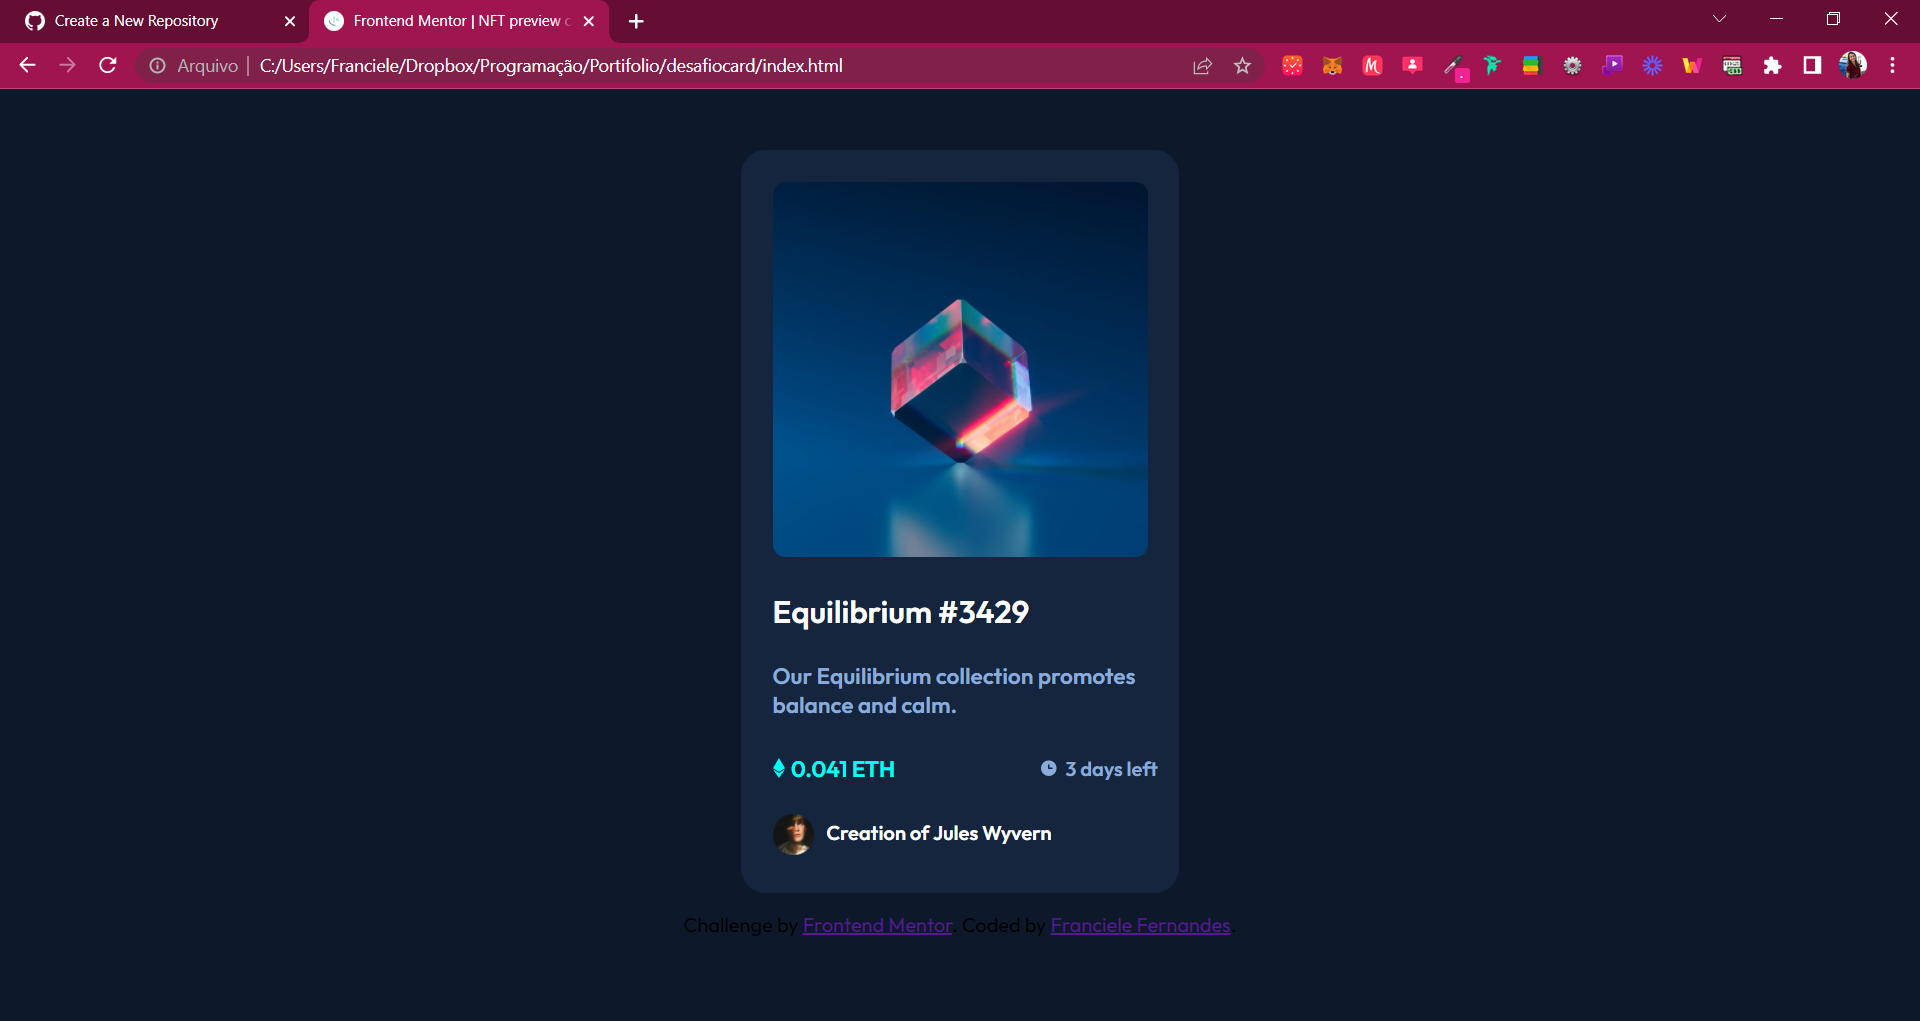 Create a New Repository
Frontend Mentor | NFT preview c
Arquivo | C:/Users/Franciele/Dropbox/Programação/Portifolio/desafiocard/index.html
Equilibrium #3429
Our Equilibrium collection promotes
balance and calm.
0.041 ETH
3 days left
Creation of Jules Wyvern
Challenge by Frontend Mentor. Coded by Franciele Fernandes.